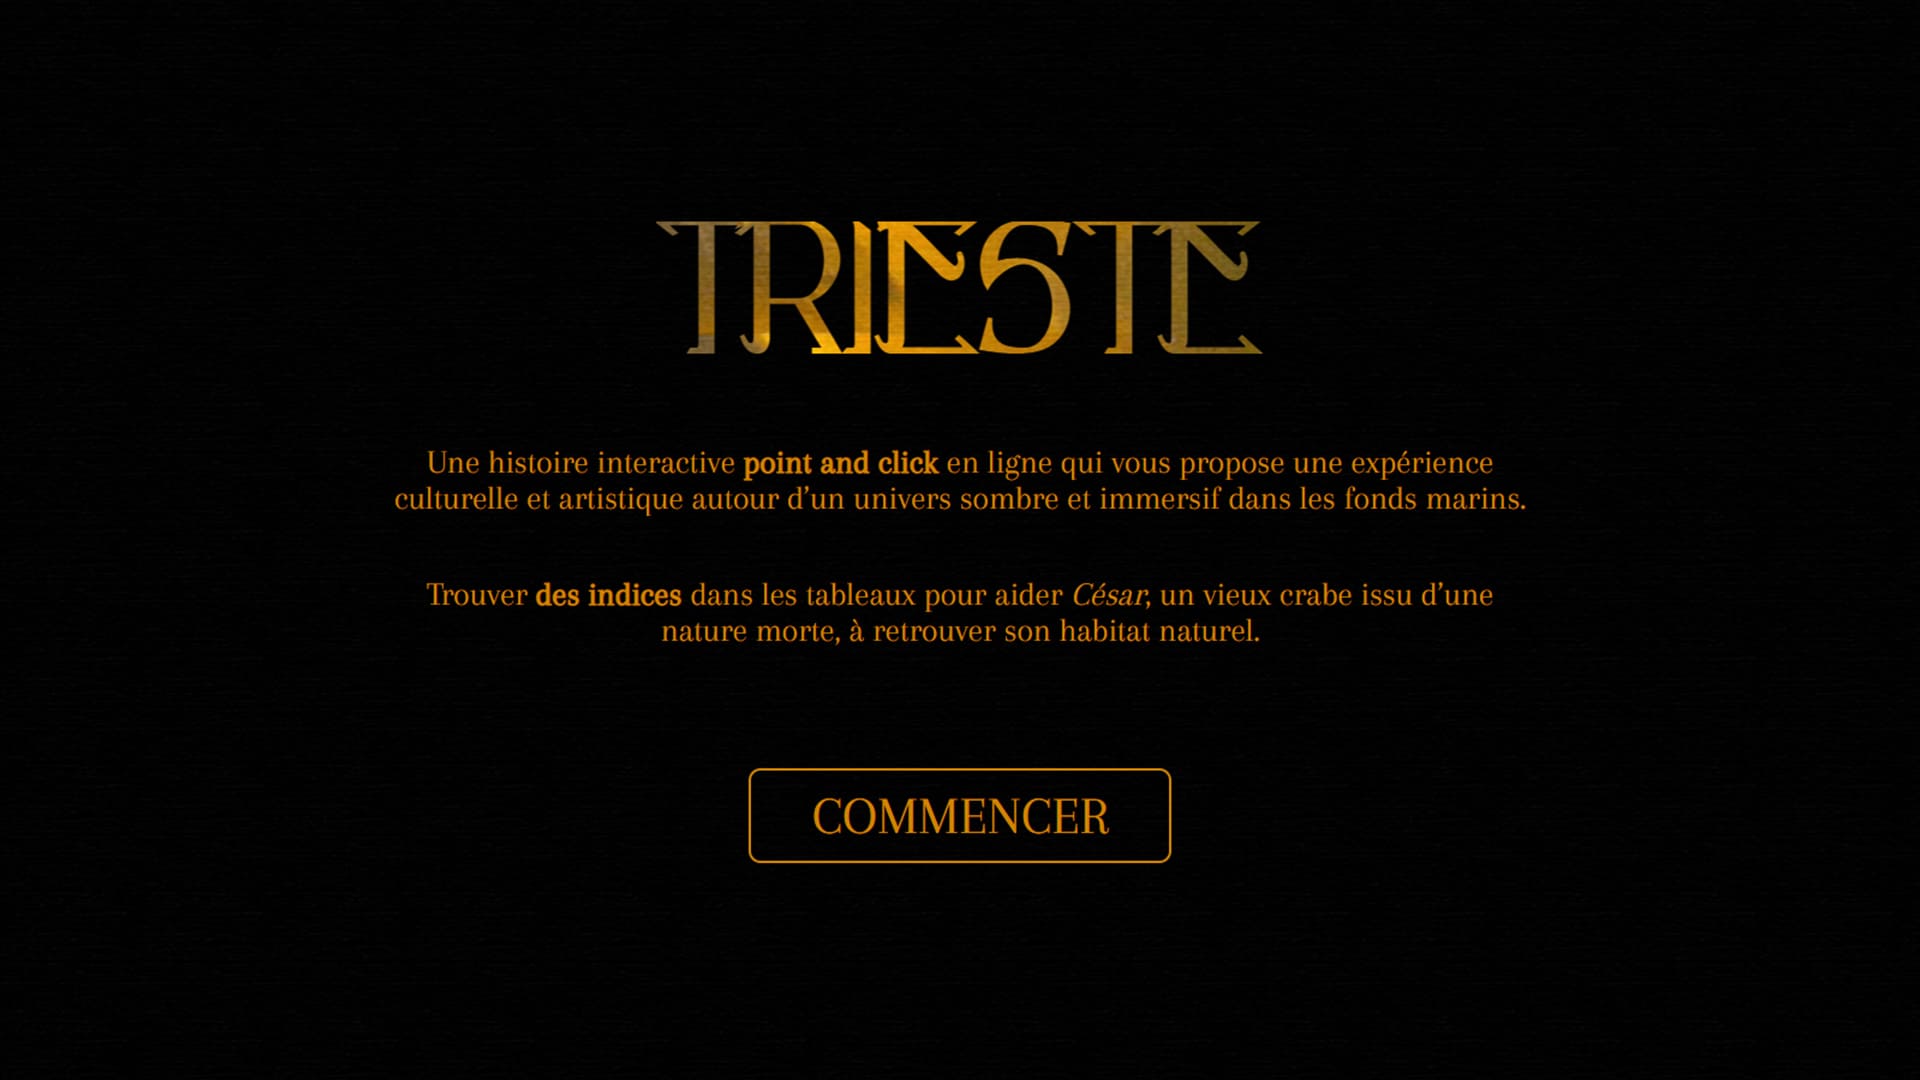 TRIESTE
Une histoire interactive point and click en ligne qui vous propose une expérience
culturelle et artistique autour d’un univers sombre et immersif dans les fonds marins.
Trouver des indices dans les tableaux pour aider César, un vieux crabe issu d’une
nature morte, à retrouver son habitat naturel.
COMMENCER